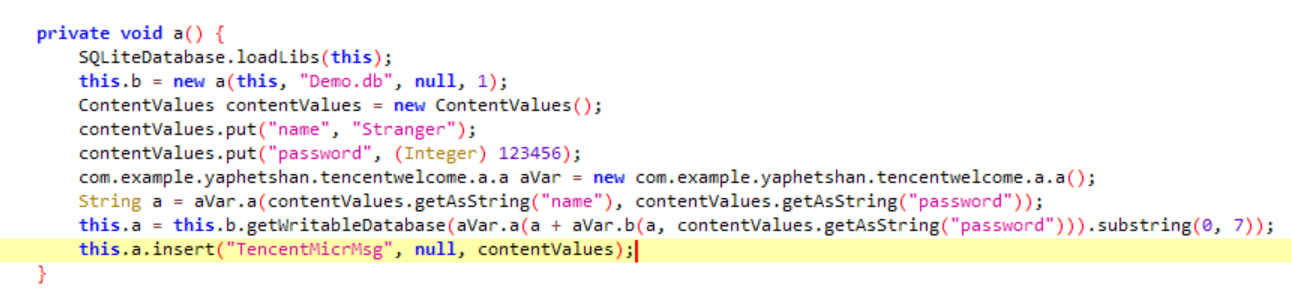 private void a() {
SQLiteDatabase.loadLibs(this);
this.b = new a(this, "Demo.db", null, 1);
ContentValues contentValues = new ContentValues();
contentValues.put("name", "Stranger");
contentValues.put("password", (Integer) 123456);
com.example.yaphetshan.tencentwelcome.a.a aVar = new com.example.yaphetshan.tencentwelcome.a.a();
String a = aVar.a(contentValues.getAsString("name"), contentValues.getAsString("password"));
this.a = this.b.getWritableDatabase(aVar.a(a + aVar.b(a, contentValues.getAsString("password"))).substring(0, 7));
this.a.insert("TencentMicrMsg", null, contentValues);
}